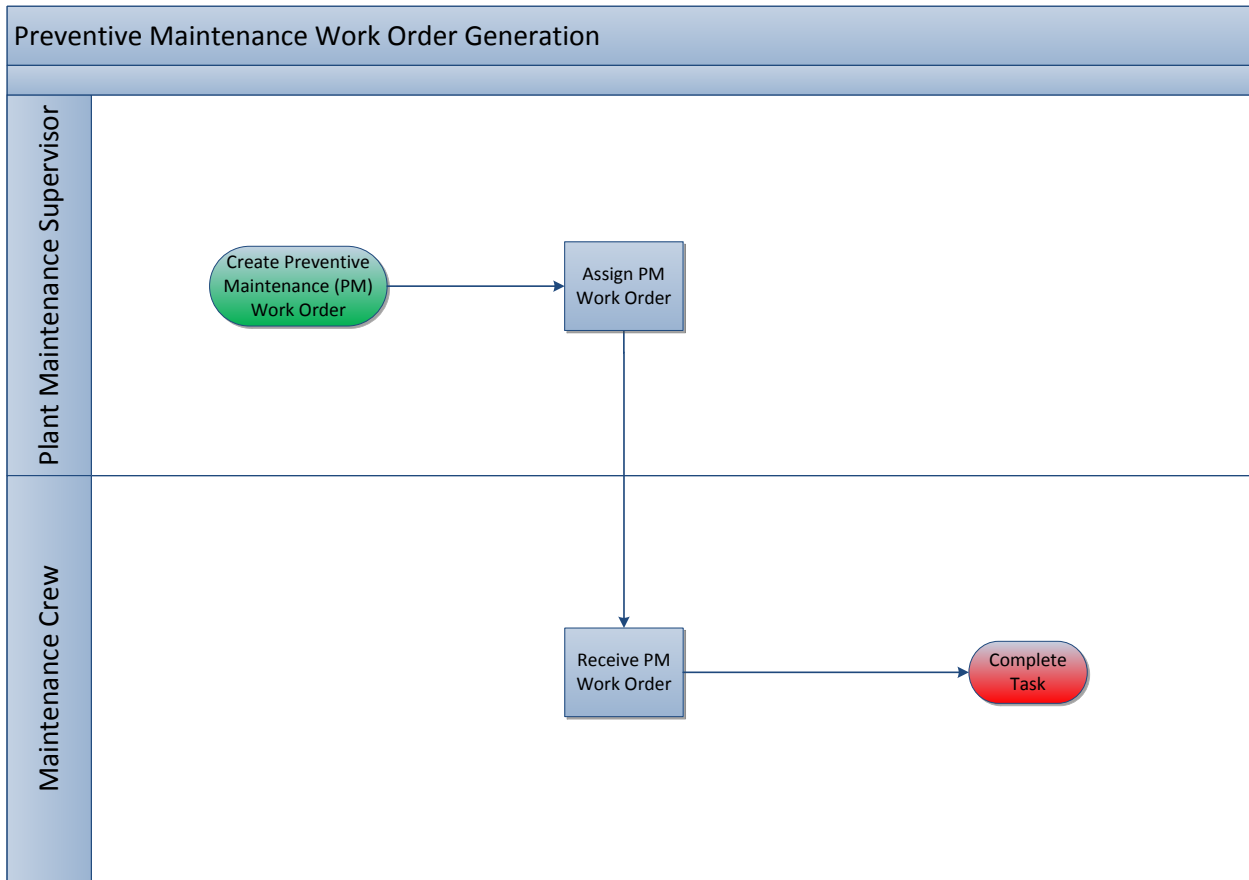 Preventive Maintenance Work Order Generation
Plant Maintenance Supervisor
Create Preventive
Maintenance (PM)
Work Order
Assign PM
Work Order
Maintenance Crew
Receive PM
Work Order
Complete
Task